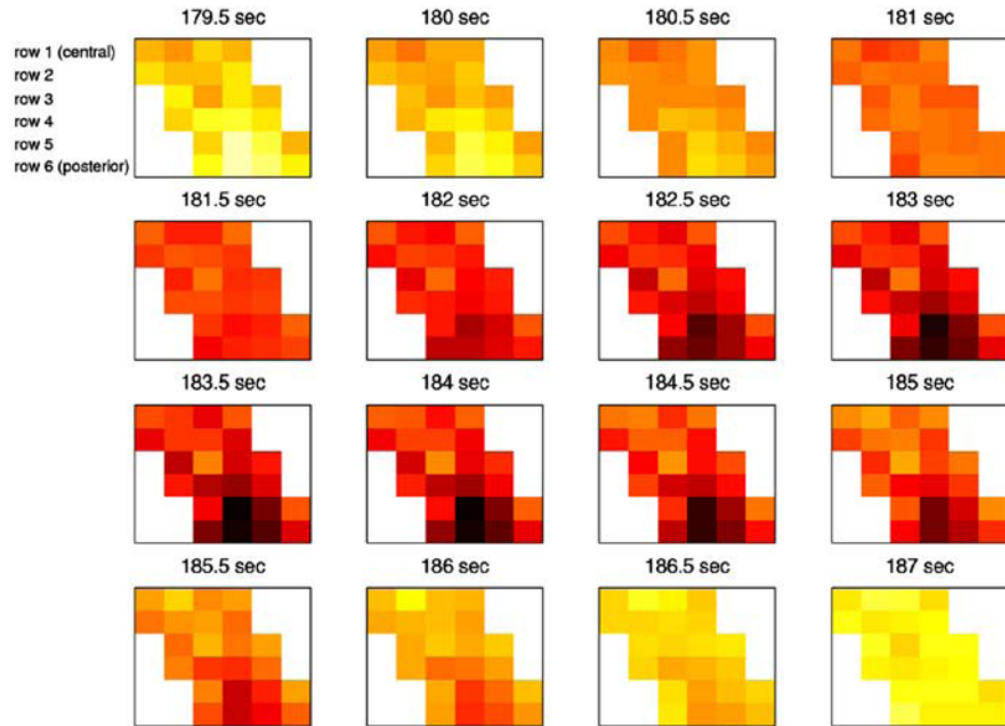 179.5 sec
180 sec
180.5 sec
181 sec
row 1 (central)
row 2
row 3
row 4
row 5
row 6 (posterior)
181.5 sec
182 sec
182.5 sec
183 sec
183.5 sec
184 sec
184.5 sec
185 sec
185.5 sec
186 sec
186.5 sec
187 sec